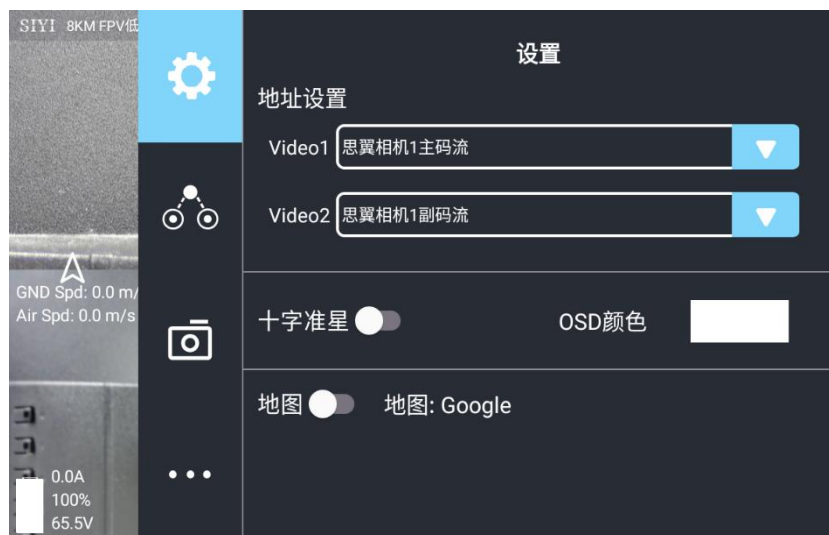 SIYI 8KM FPV低
设置
地址设置
Video1 思翼相机1主码流
Video2 思翼相机1副码流
GND Spd: 0.0 m/
Air Spd: 0.0 m/s
十字准星 OSD颜色
地图 地图: Google
0.0A
100%
65.5V